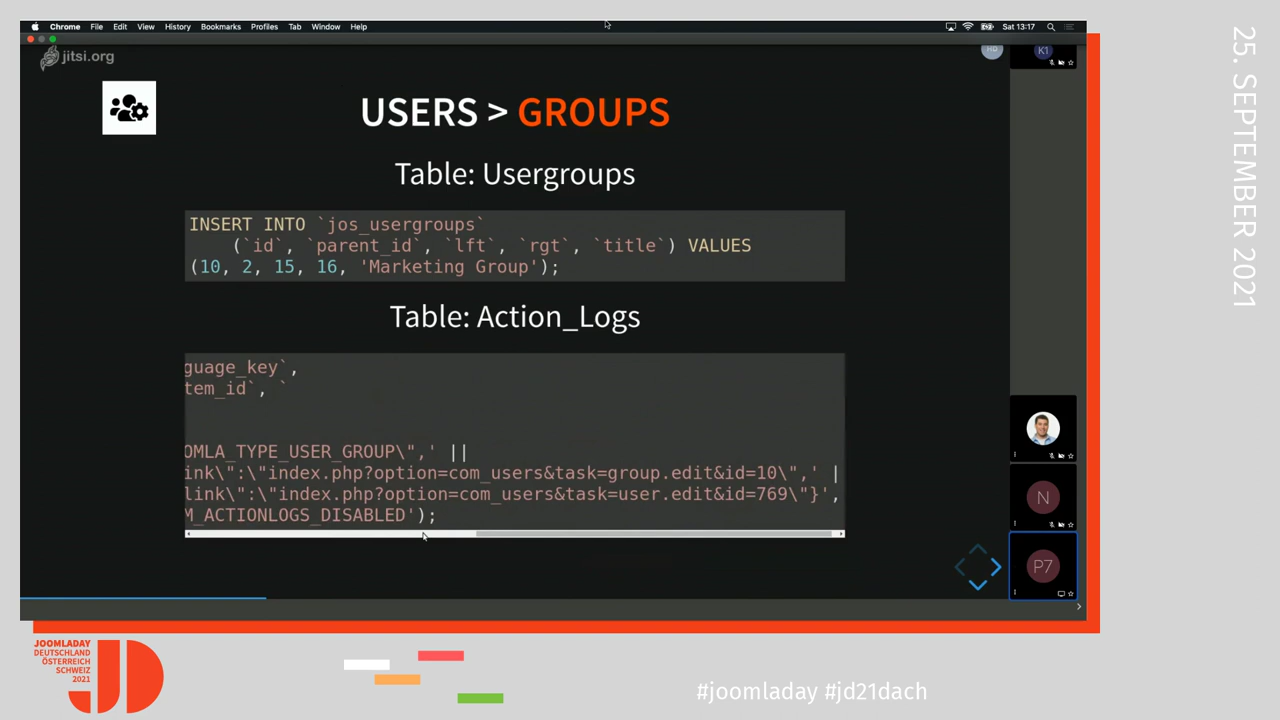 Chrome File Edit View History Bookmarks Profiles Tab Window Help
Sat 13:17
jitsi.org
HD
K1
USERS > GROUPS
Table: Usergroups
INSERT INTO `jos_usergroups`
(`id`, `parent_id`, `lft`, `rgt`, `title`) VALUES
(10, 2, 15, 16, 'Marketing Group');
Table: Action_Logs
guage_key`,
tem_id`, `
OMLA_TYPE_USER_GROUP\",' ||
ink\":\"index.php?option=com_users&task=group.edit&id=10\",' |
link\":\"index.php?option=com_users&task=user.edit&id=769\"}',
M_ACTIONLOGS_DISABLED');
N
P7
25. SEPTEMBER 2021
JOOMLADAY
DEUTSCHLAND
ÖSTERREICH
SCHWEIZ
2021
JD
#joomladay #jd21dach